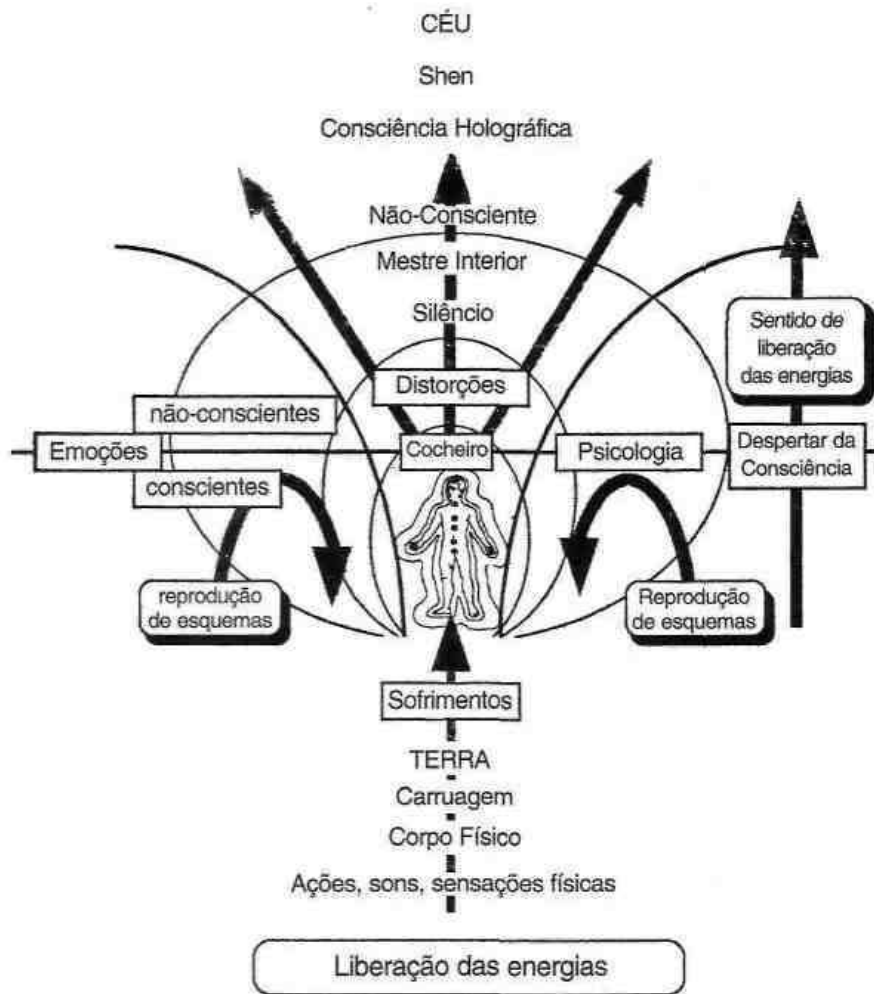 CÉU
Shen
Consciência Holográfica
Não-Consciente
Mestre Interior
Silêncio
Sentido de
liberação
das energias
Distorções
não-conscientes
Emoções
Cocheiro
Psicologia
Despertar da
Consciência
conscientes
reprodução
de esquemas
Reprodução
de esquemas
Sofrimentos
TERRA
Carruagem
Corpo Físico
Ações, sons, sensações físicas
Liberação das energias